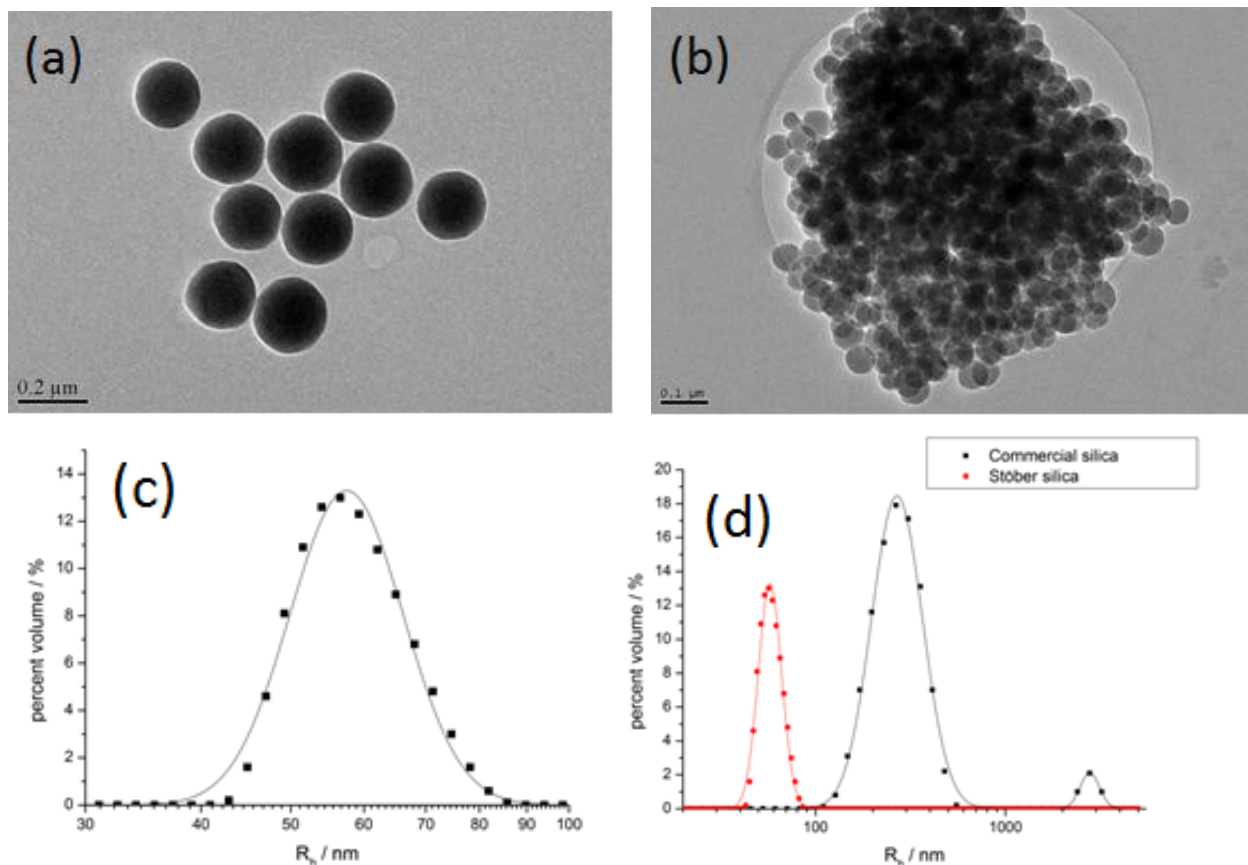 (a)
0.2 µm
(b)
0.1 µm
(c)
percent volume / %
14
12
10
8
6
4
2
0
30 40 50 60 70 80 90 100
R_h / nm
Commercial silica
Stöber silica
(d)
percent volume / %
20
18
16
14
12
10
8
6
4
2
0
100 1000
R_h / nm